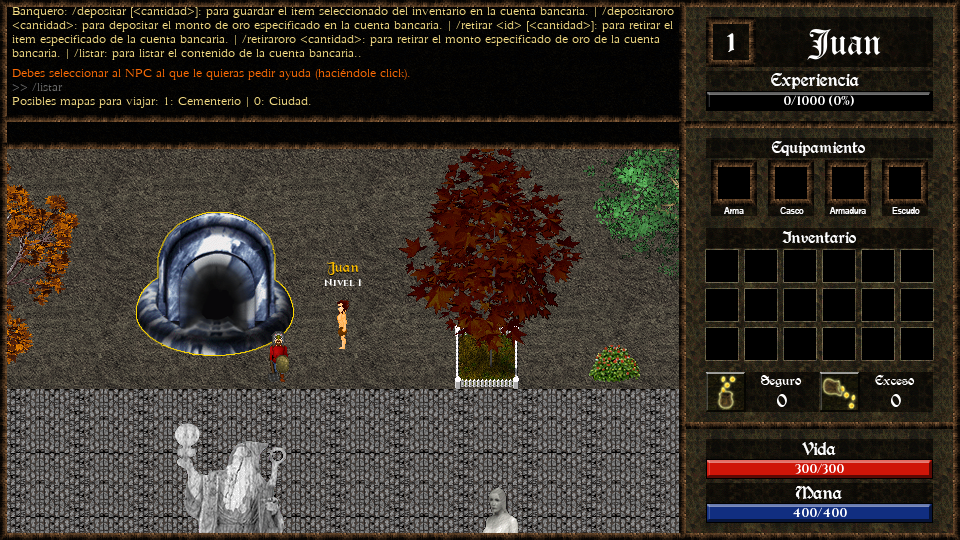 Banquero: /depositar [<cantidad>]: para guardar el item seleccionado del inventario en la cuenta bancaria. | /depositaroro
<cantidad>: para depositar el monto de oro especificado en la cuenta bancaria. | /retirar <id> [<cantidad>]: para retirar el
item especificado de la cuenta bancaria. | /retiraroro <cantidad>: para retirar el monto especificado de oro de la cuenta
bancaria. | /listar: para listar el contenido de la cuenta bancaria..
Debes seleccionar al NPC al que le quieras pedir ayuda (haciéndole click).
>> /listar
Posibles mapas para viajar: 1: Cementerio | 0: Ciudad.
Juan
Nivel 1
1
Juan
Experiencia
0/1000 (0%)
Equipamiento
Arma Casco Armadura Escudo
Inventario
Seguro Exceso
0 0
Vida
300/300
Mana
400/400